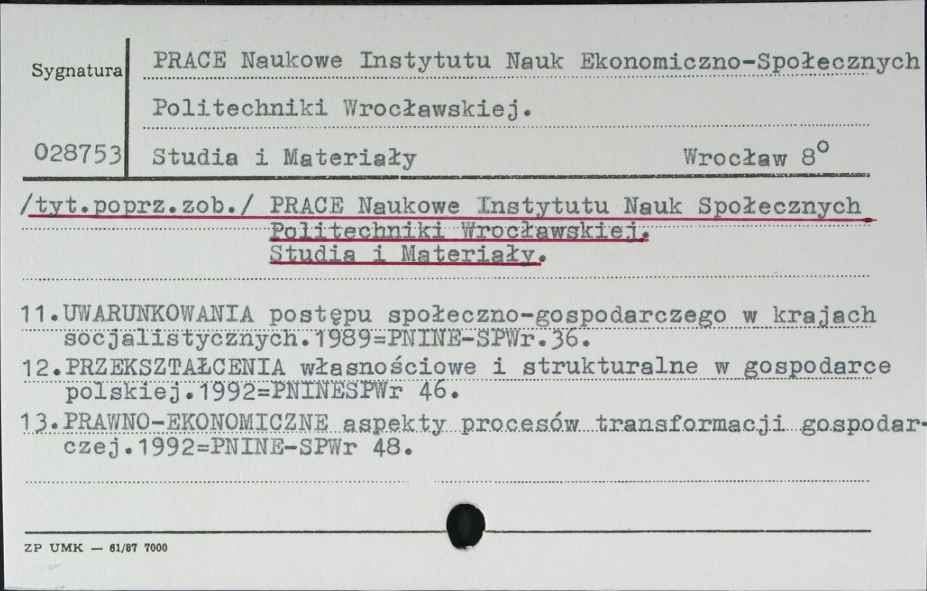 Sygnatura
PRACE Naukowe Instytutu Nauk Ekonomiczno-Społecznych
Politechniki Wrocławskiej.
028753
Studia i Materiały Wrocław 8°
/tyt.poprz.zob./ PRACE Naukowe Instytutu Nauk Społecznych
Politechniki Wrocławskiej.
Studia i Materiały.
11.UWARUNKOWANIA postępu społeczno-gospodarczego w krajach
socjalistycznych.1989=PNINE-SPWr.36.
12.PRZEKSZTAŁCENIA własnościowe i strukturalne w gospodarce
polskiej.1992=PNINESPWr 46.
13.PRAWNO-EKONOMICZNE aspekty procesów transformacji gospodar-
czej.1992=PNINE-SPWr 48.
ZP UMK — 61/87 7000